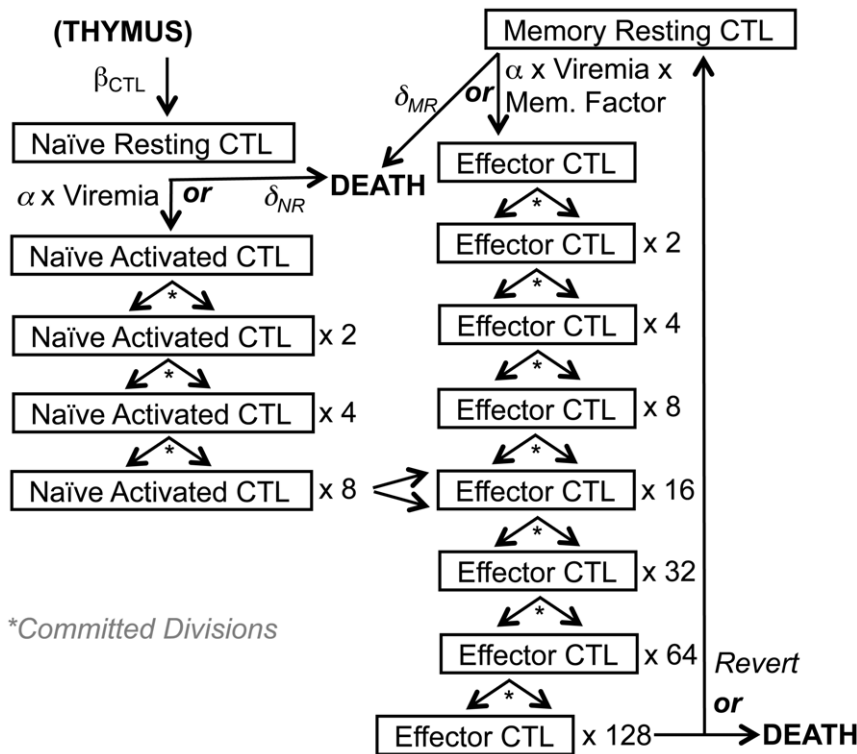 (THYMUS)
βCTL
Naïve Resting CTL
α x Viremia
or
δNR
DEATH
Naïve Activated CTL
*
Naïve Activated CTL x 2
*
Naïve Activated CTL x 4
*
Naïve Activated CTL x 8
*Committed Divisions
Memory Resting CTL
δMR
or
α x Viremia x
Mem. Factor
Effector CTL
*
Effector CTL x 2
*
Effector CTL x 4
*
Effector CTL x 8
*
Effector CTL x 16
*
Effector CTL x 32
*
Effector CTL x 64
*
Effector CTL x 128
Revert
or
DEATH